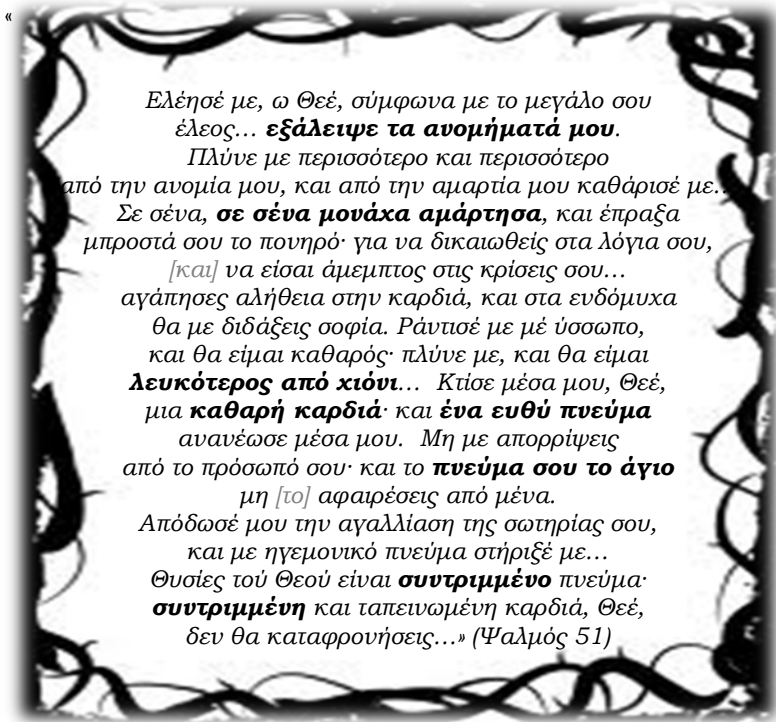 «
Ελέησέ με, ω Θεέ, σύμφωνα με το μεγάλο σου
έλεος… εξάλειψε τα ανομήματά μου.
Πλύνε με περισσότερο και περισσότερο
από την ανομία μου, και από την αμαρτία μου καθάρισέ με…
Σε σένα, σε σένα μονάχα αμάρτησα, και έπραξα
μπροστά σου το πονηρό· για να δικαιωθείς στα λόγια σου,
[και] να είσαι άμεμπτος στις κρίσεις σου…
αγάπησες αλήθεια στην καρδιά, και στα ενδόμυχα
θα με διδάξεις σοφία. Ράντισέ με μέ ύσσωπο,
και θα είμαι καθαρός· πλύνε με, και θα είμαι
λευκότερος από χιόνι… Κτίσε μέσα μου, Θεέ,
μια καθαρή καρδιά· και ένα ευθύ πνεύμα
ανανέωσε μέσα μου. Μη με απορρίψεις
από το πρόσωπό σου· και το πνεύμα σου το άγιο
μη [το] αφαιρέσεις από μένα.
Απόδωσέ μου την αγαλλίαση της σωτηρίας σου,
και με ηγεμονικό πνεύμα στήριξέ με…
Θυσίες τού Θεού είναι συντριμμένο πνεύμα·
συντριμμένη και ταπεινωμένη καρδιά, Θεέ,
δεν θα καταφρονήσεις…» (Ψαλμός 51)